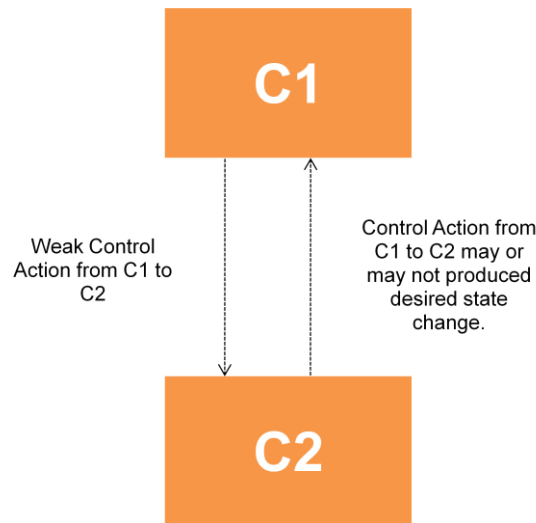 C1
Weak Control
Action from C1 to
C2
Control Action from
C1 to C2 may or
may not produced
desired state
change.
C2